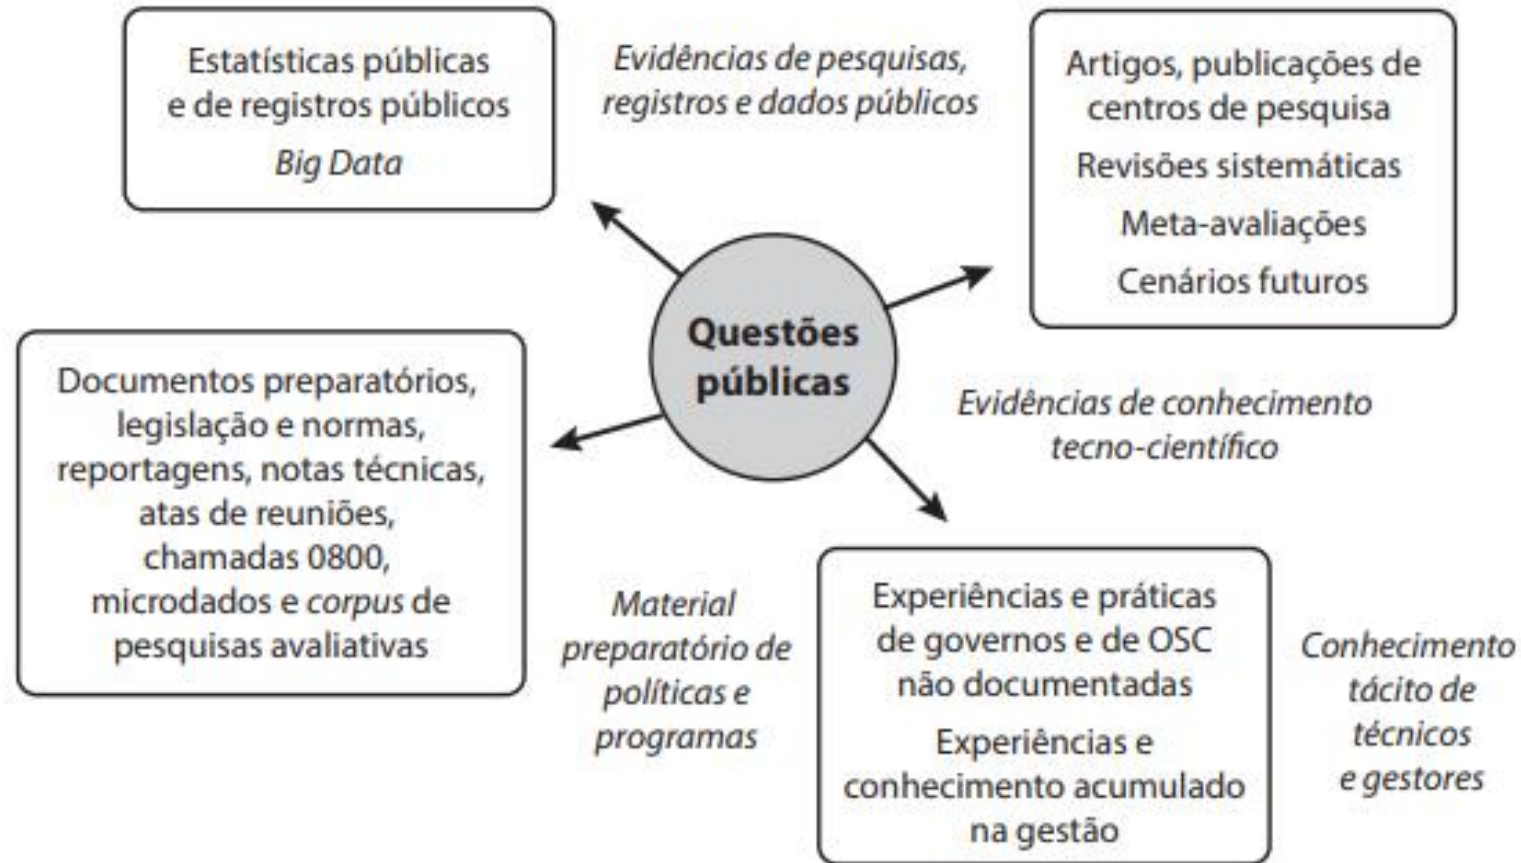 Estatísticas públicas
e de registros públicos
Big Data
Evidências de pesquisas,
registros e dados públicos
Artigos, publicações de
centros de pesquisa
Revisões sistemáticas
Meta-avaliações
Cenários futuros
Questões
públicas
Documentos preparatórios,
legislação e normas,
reportagens, notas técnicas,
atas de reuniões,
chamadas 0800,
microdados e corpus de
pesquisas avaliativas
Evidências de conhecimento
tecno-científico
Material
preparatório de
políticas e
programas
Experiências e práticas
de governos e de OSC
não documentadas
Experiências e
conhecimento acumulado
na gestão
Conhecimento
tácito de
técnicos
e gestores